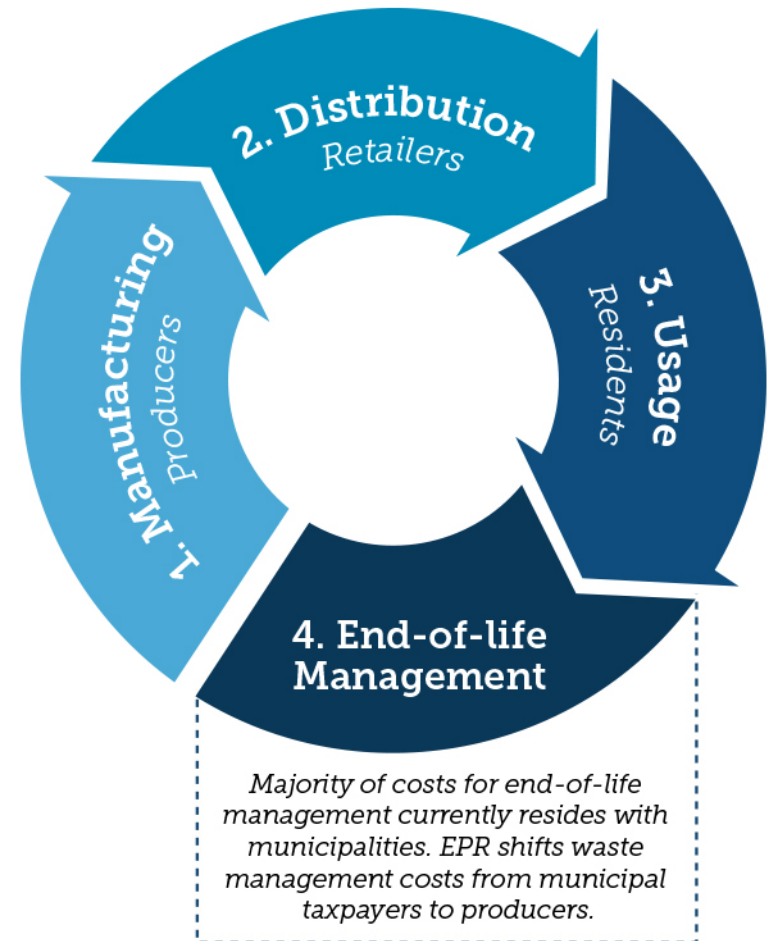 1. Manufacturing
Producers
2. Distribution
Retailers
3. Usage
Residents
4. End-of-life
Management
Majority of costs for end-of-life
management currently resides with
municipalities. EPR shifts waste
management costs from municipal
taxpayers to producers.